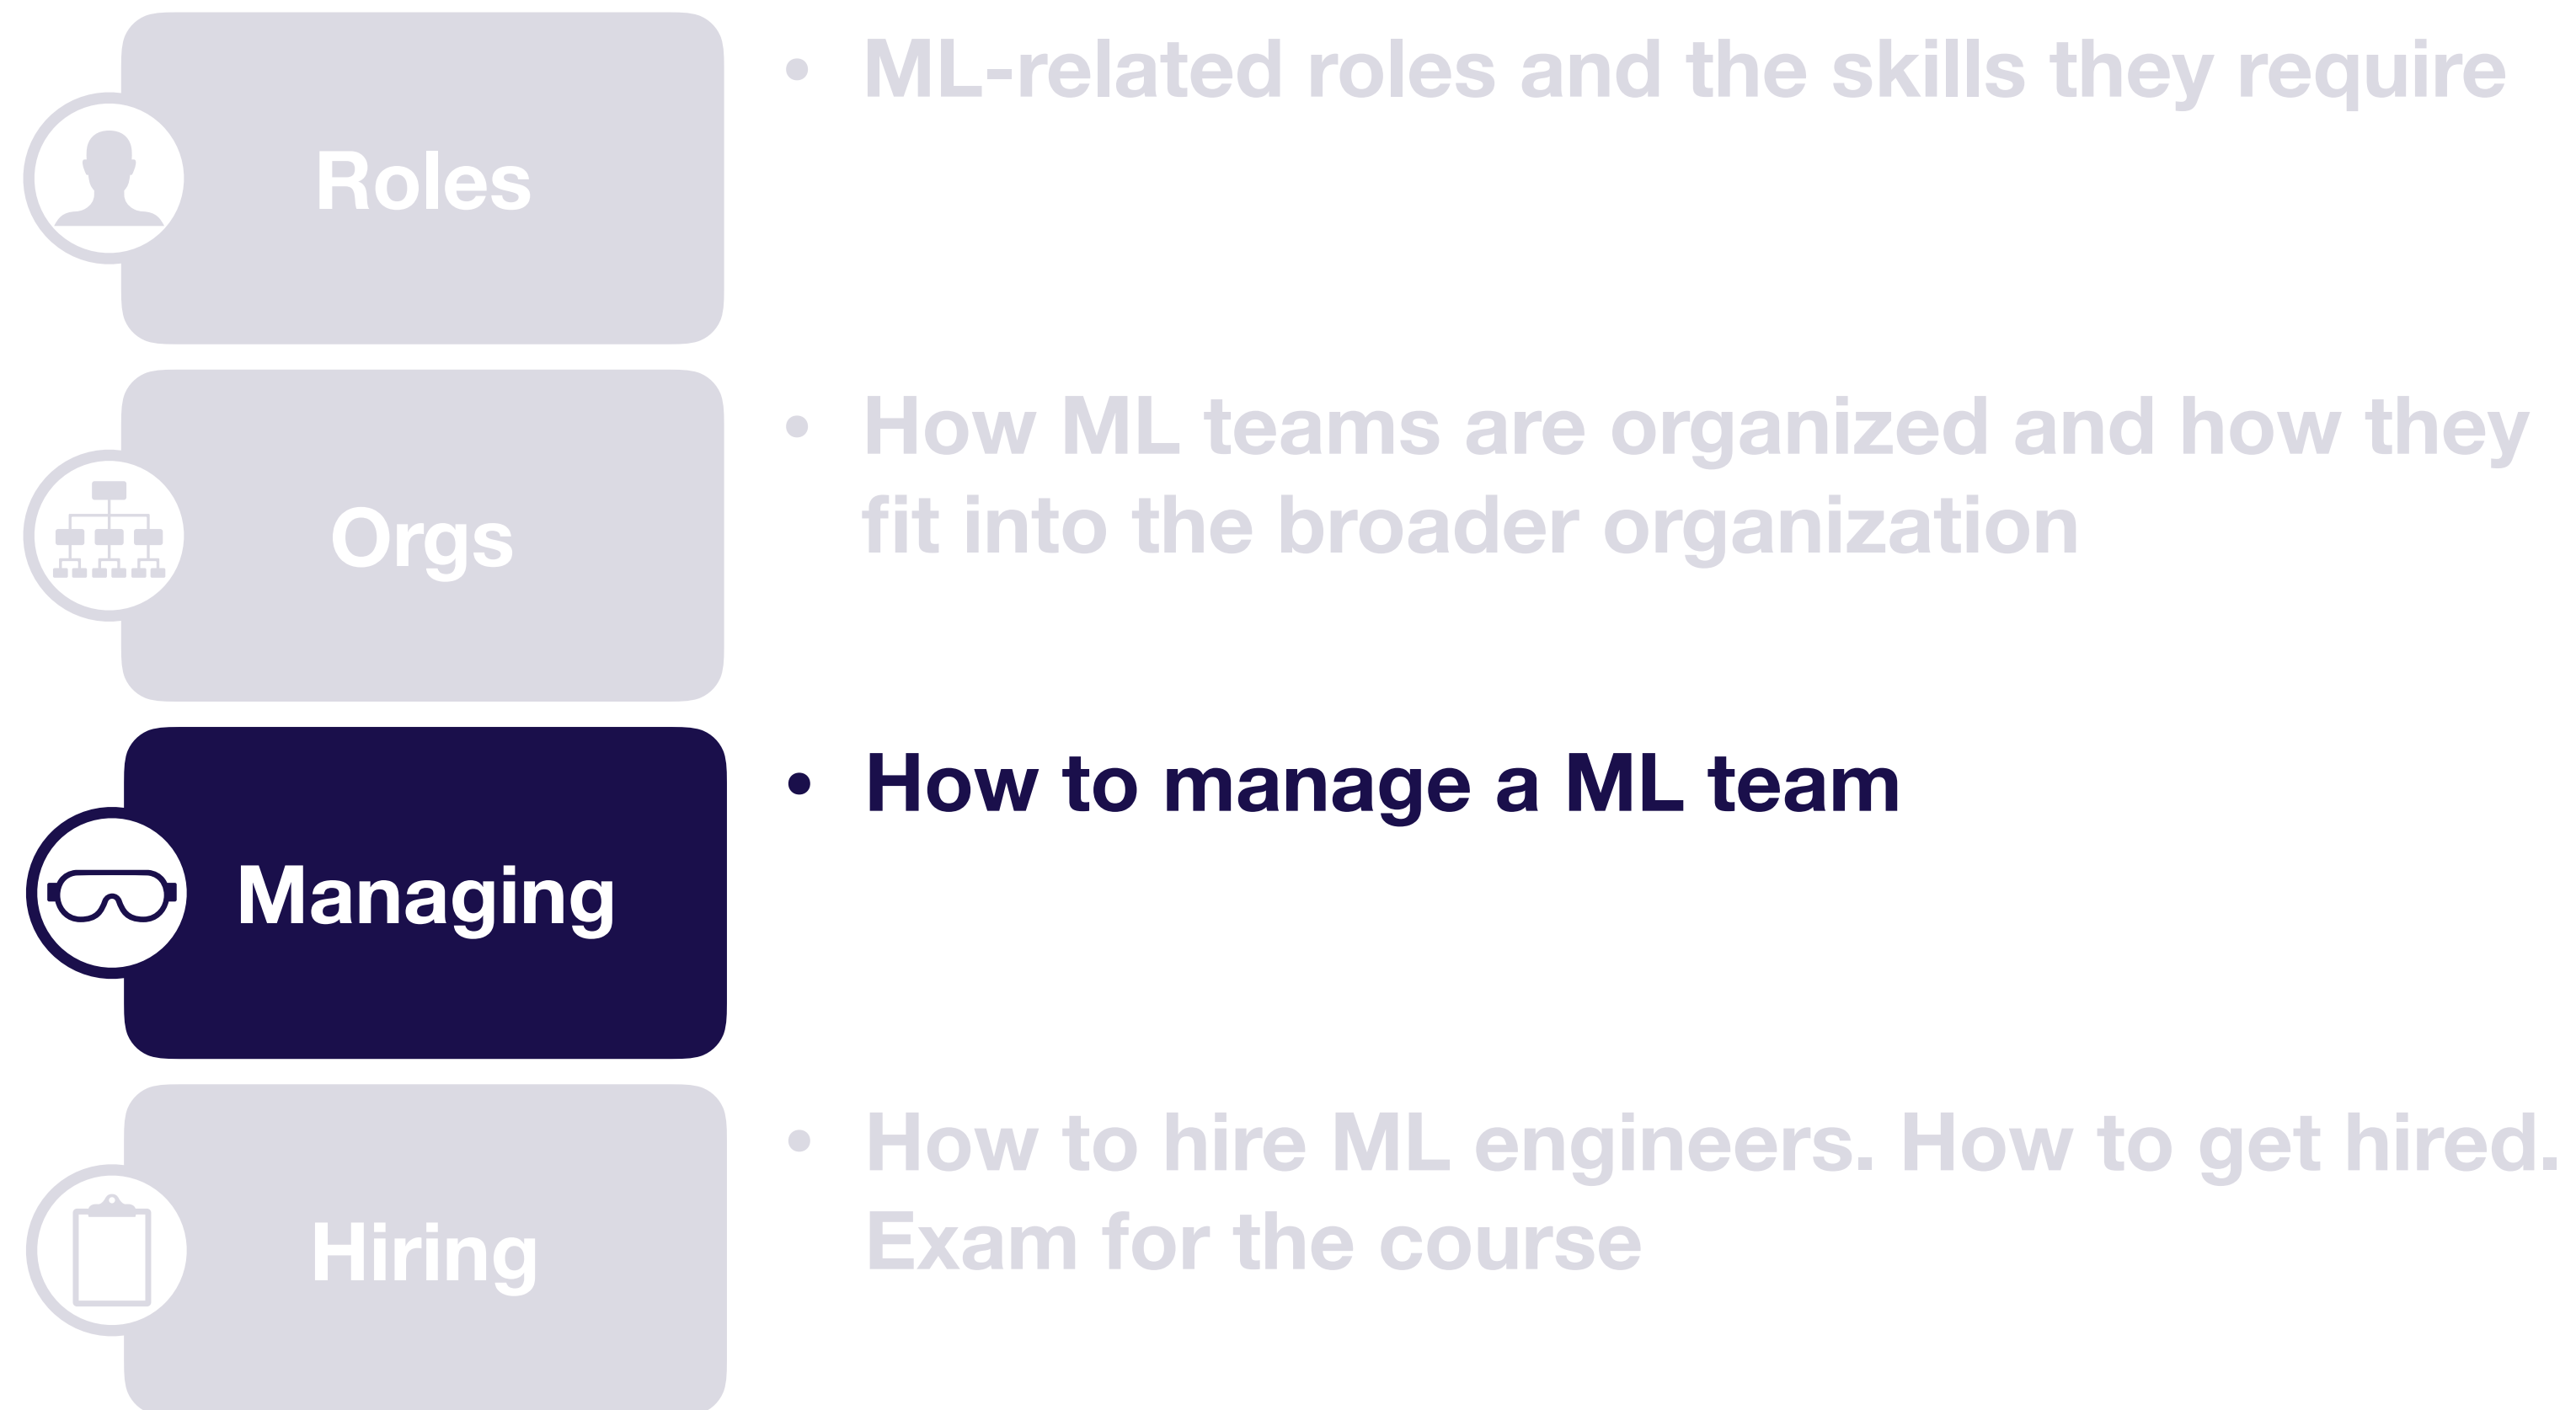 Roles
• ML-related roles and the skills they require
Orgs
• How ML teams are organized and how they
fit into the broader organization
Managing
• How to manage a ML team
Hiring
• How to hire ML engineers. How to get hired.
Exam for the course